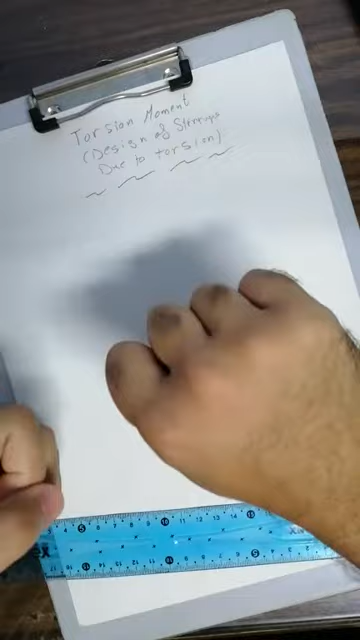 Torsion Moment
(Design of Stirrups
Due to torsion)